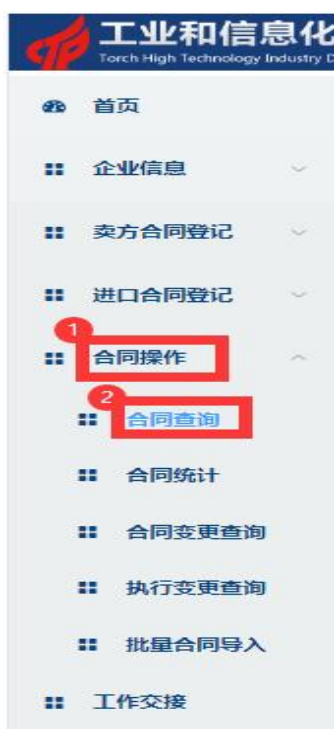 工业和信息化
Torch High Technology Industry D
首页
企业信息
卖方合同登记
进口合同登记
1
合同操作
2
合同查询
合同统计
合同变更查询
执行变更查询
批量合同导入
工作交接